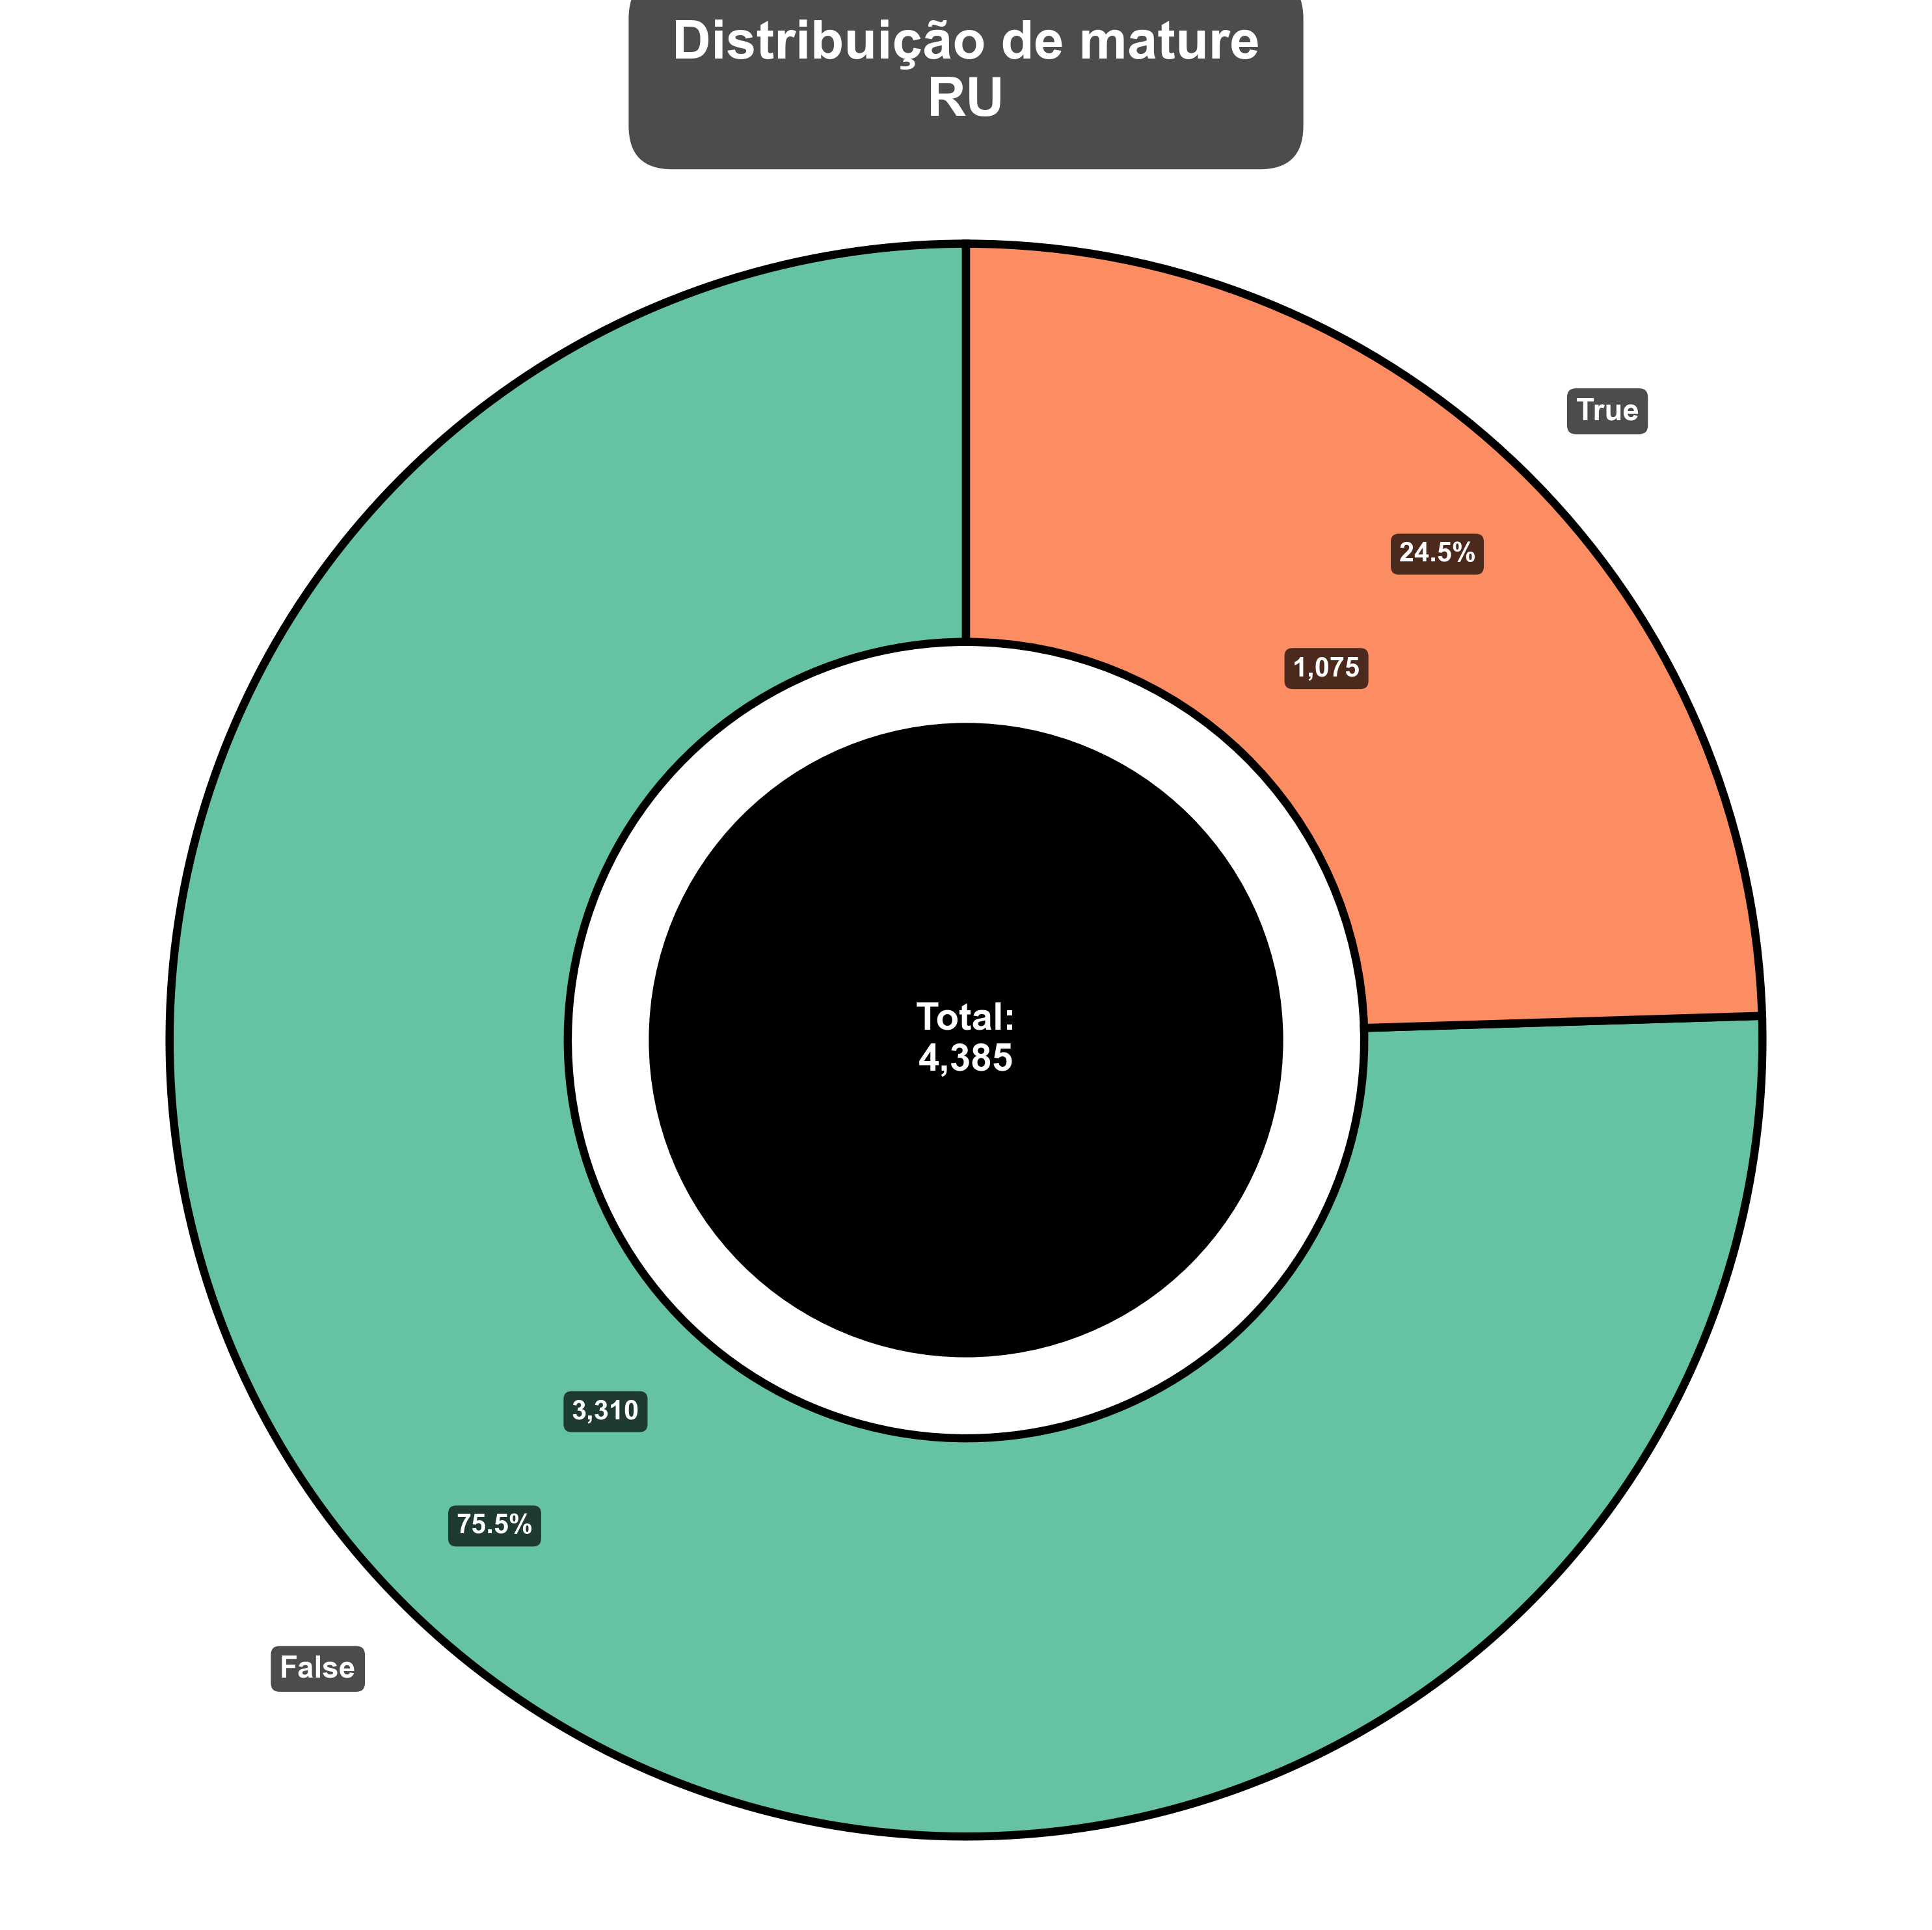 Distribuição de mature
RU
True
24.5%
1,075
Total:
4,385
3,310
75.5%
False